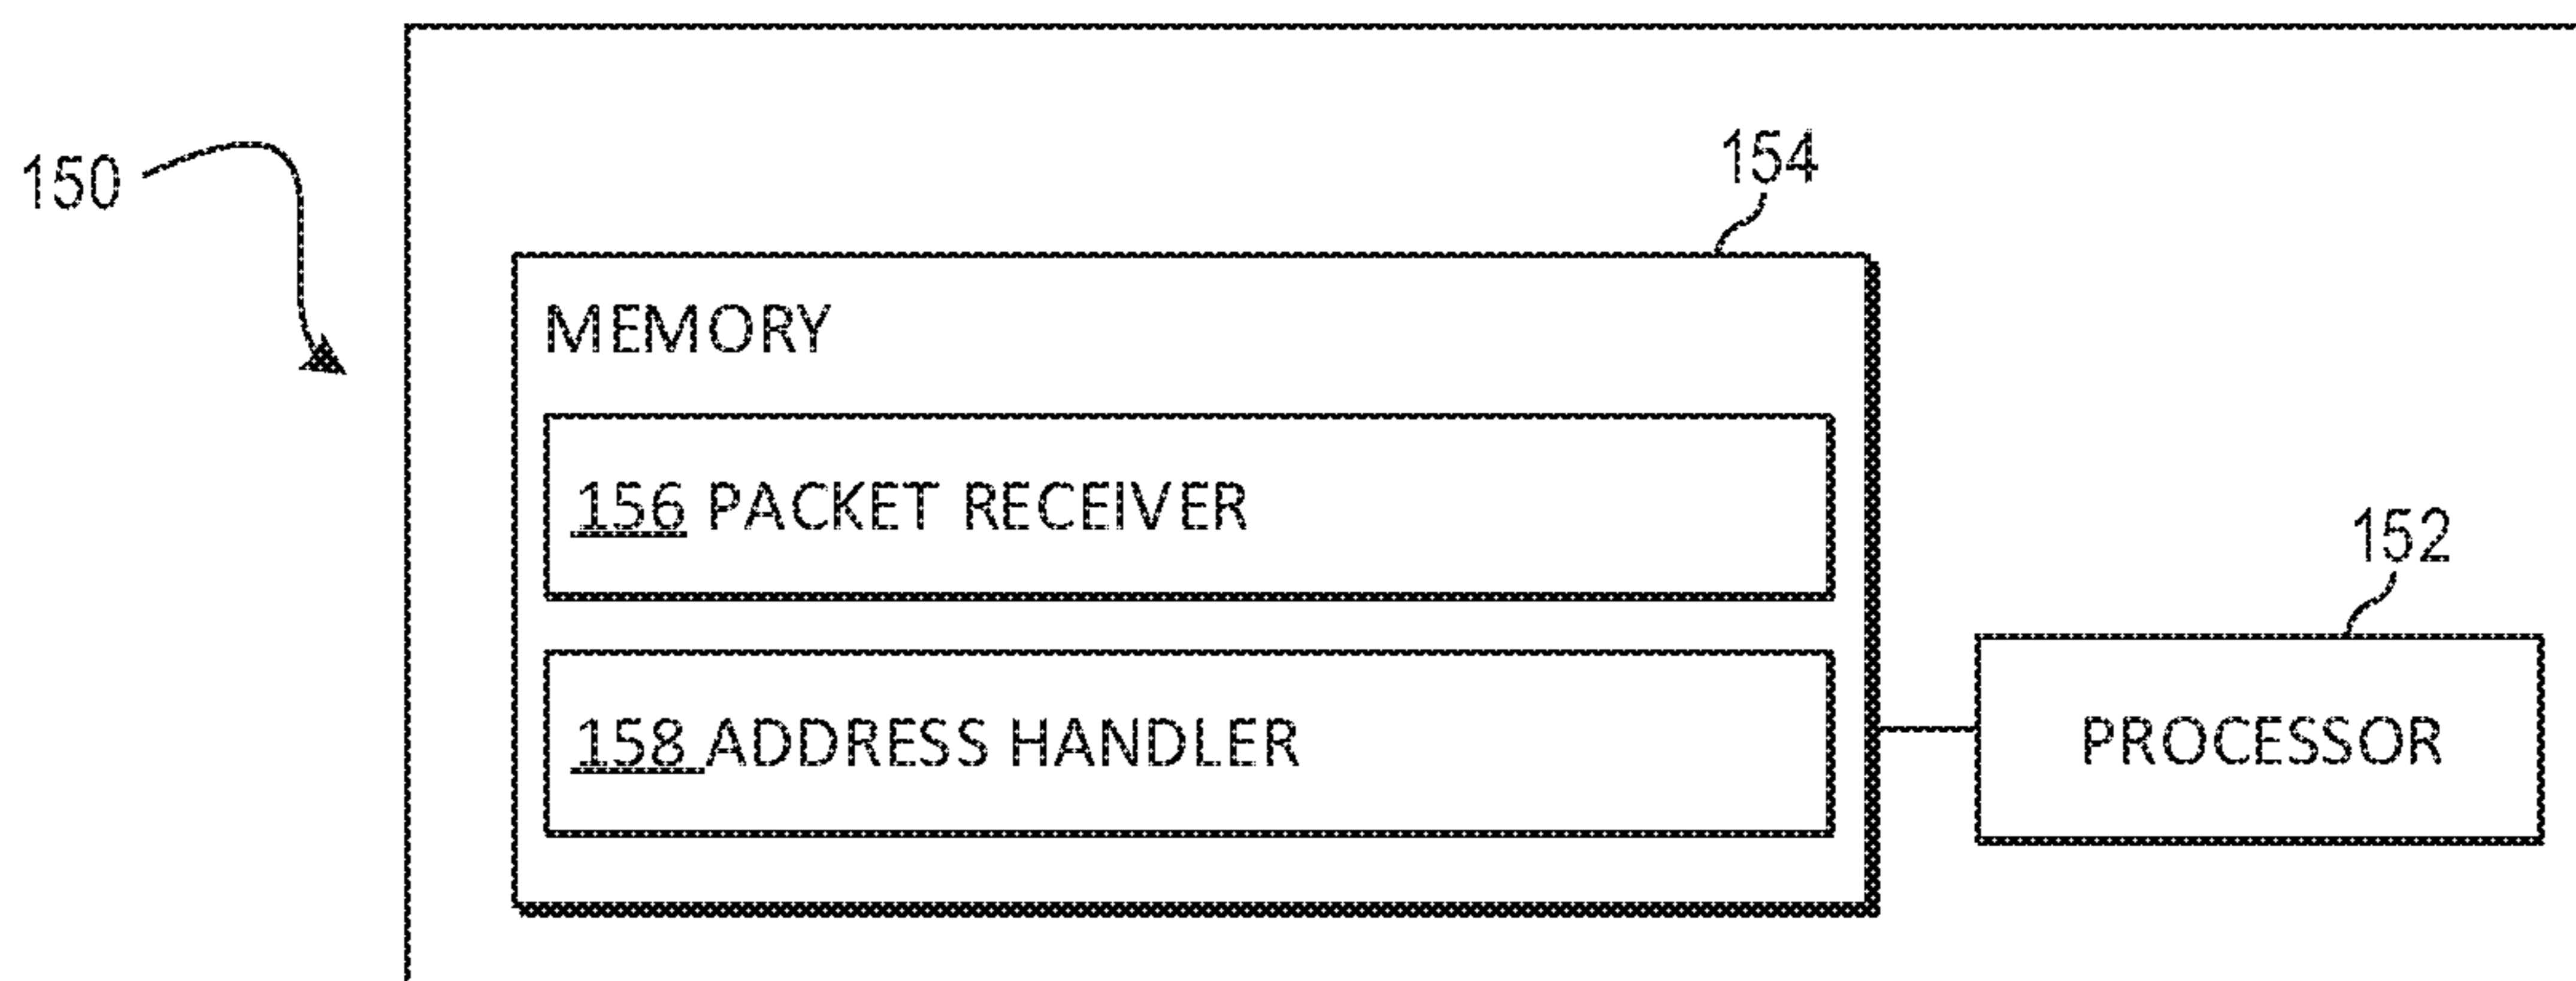 150
154
MEMORY
156 PACKET RECEIVER
152
158 ADDRESS HANDLER
PROCESSOR